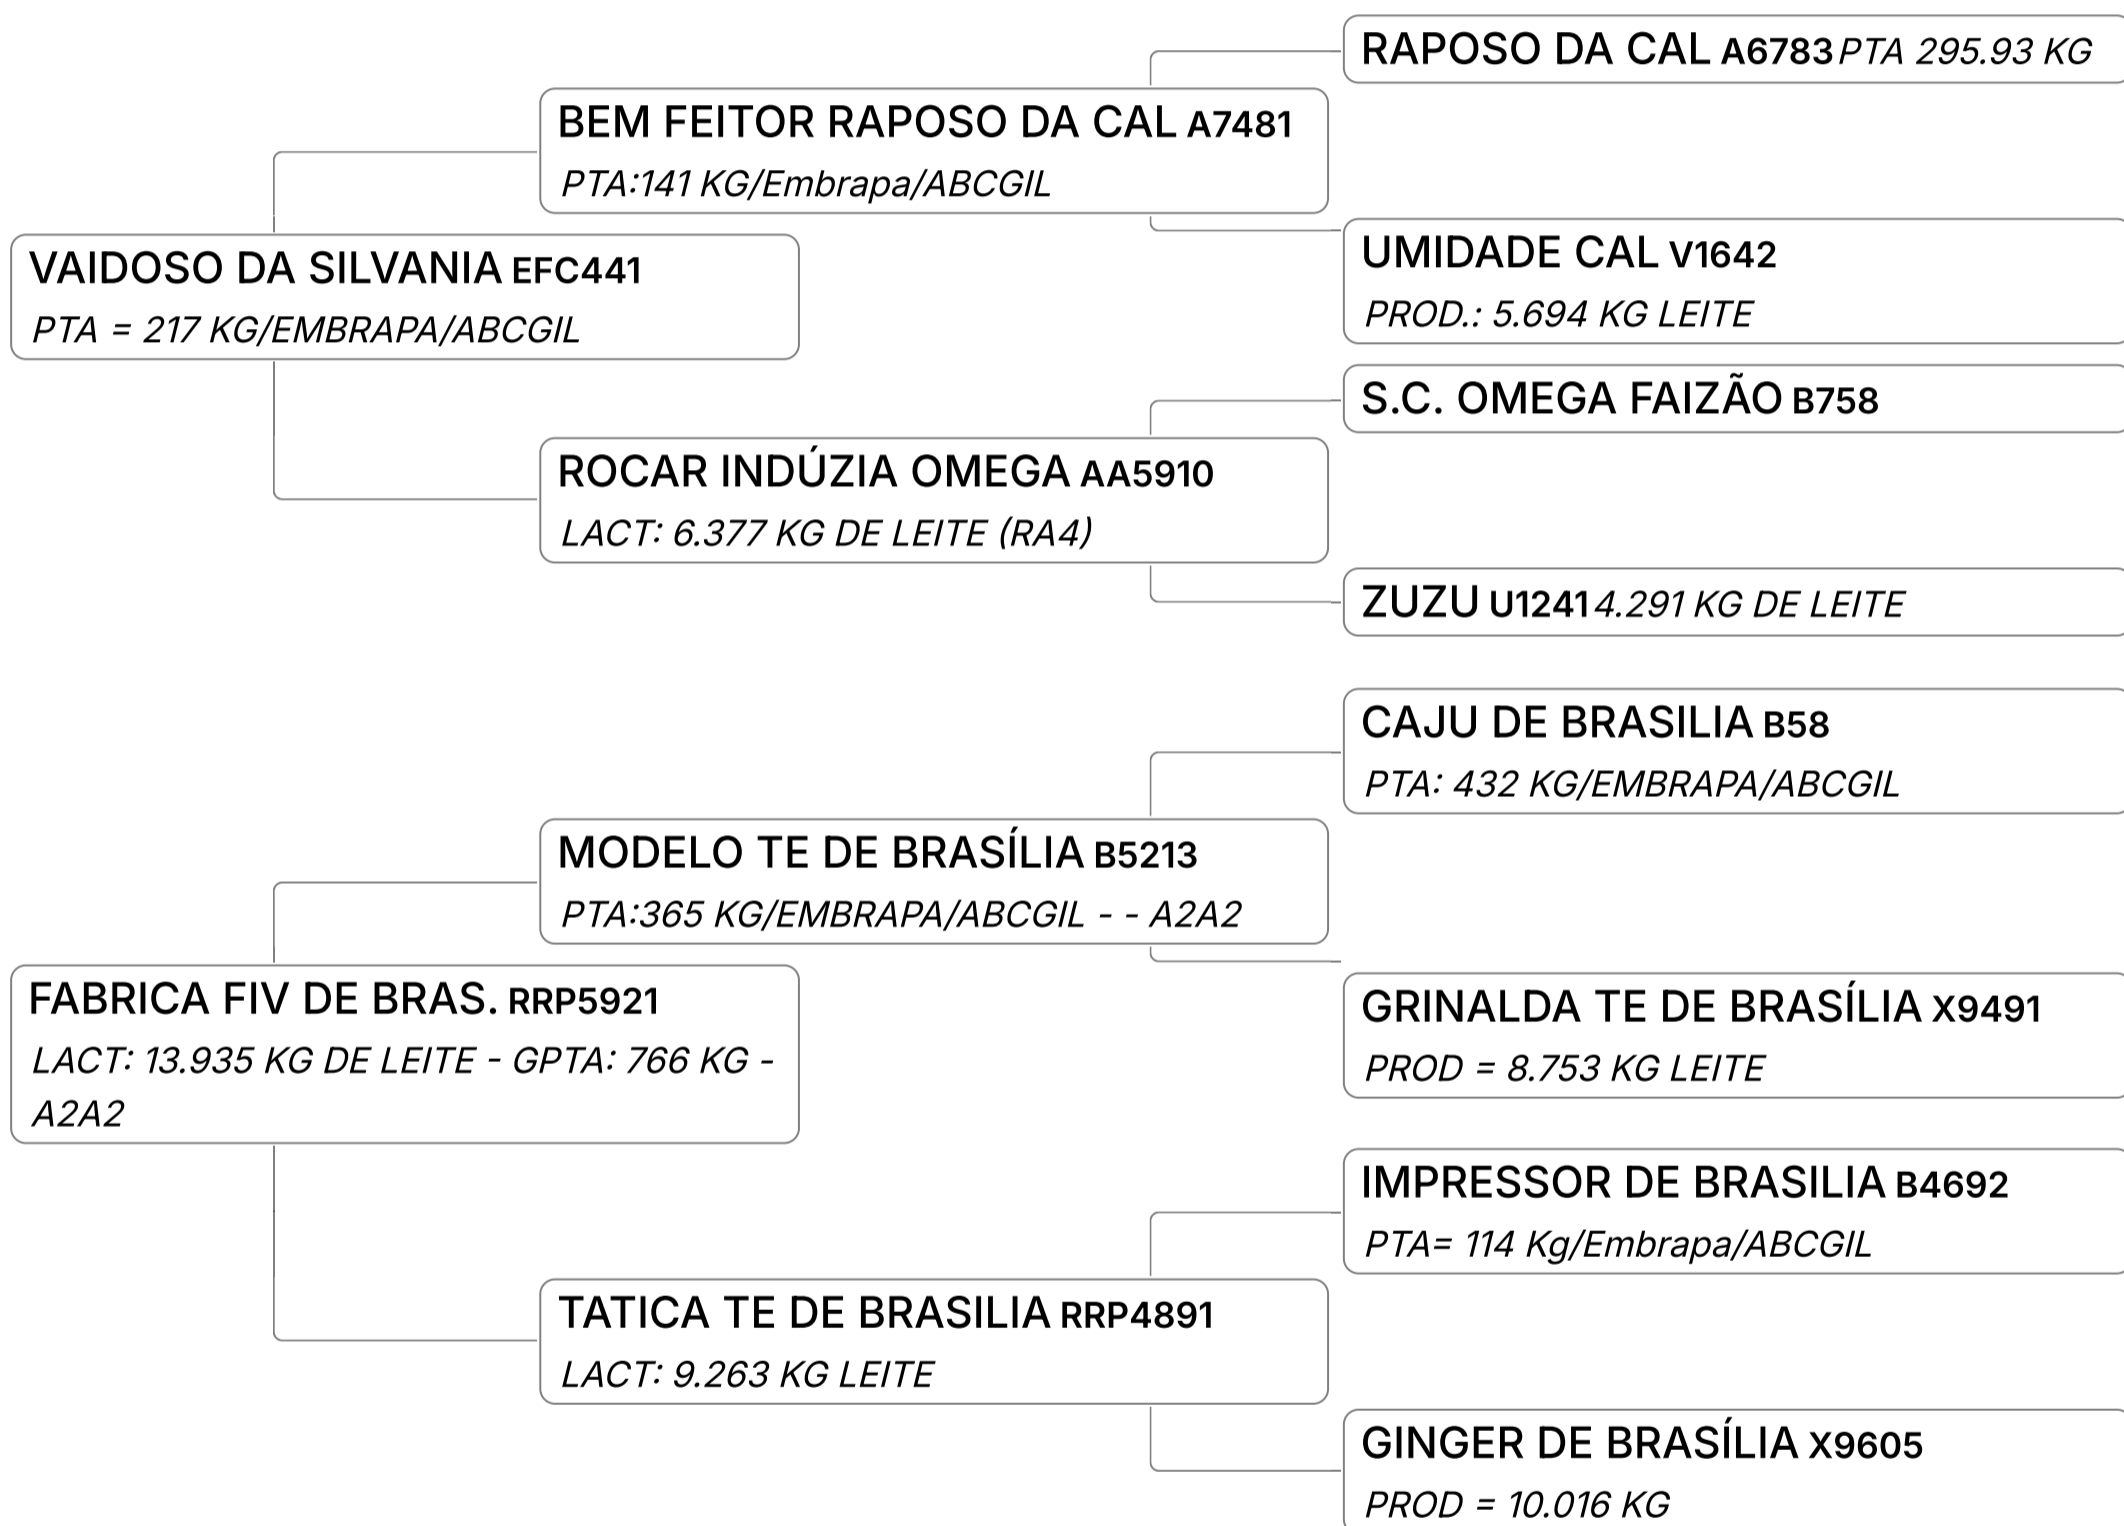 RAPOSO DA CAL A6783 PTA 295.93 KG
BEM FEITOR RAPOSO DA CAL A7481
PTA:141 KG/Embrapa/ABCGIL
UMIDADE CAL V1642
PROD.: 5.694 KG LEITE
VAIDOSO DA SILVANIA EFC441
PTA = 217 KG/EMBRAPA/ABCGIL
S.C. OMEGA FAIZÃO B758
ROCAR INDÚZIA OMEGA AA5910
LACT: 6.377 KG DE LEITE (RA4)
ZUZU U1241 4.291 KG DE LEITE
CAJU DE BRASILIA B58
PTA: 432 KG/EMBRAPA/ABCGIL
MODELO TE DE BRASÍLIA B5213
PTA:365 KG/EMBRAPA/ABCGIL - - A2A2
GRINALDA TE DE BRASÍLIA X9491
PROD = 8.753 KG LEITE
FABRICA FIV DE BRAS. RRP5921
LACT: 13.935 KG DE LEITE - GPTA: 766 KG -
A2A2
IMPRESSOR DE BRASILIA B4692
PTA= 114 Kg/Embrapa/ABCGIL
TATICA TE DE BRASILIA RRP4891
LACT: 9.263 KG LEITE
GINGER DE BRASÍLIA X9605
PROD = 10.016 KG